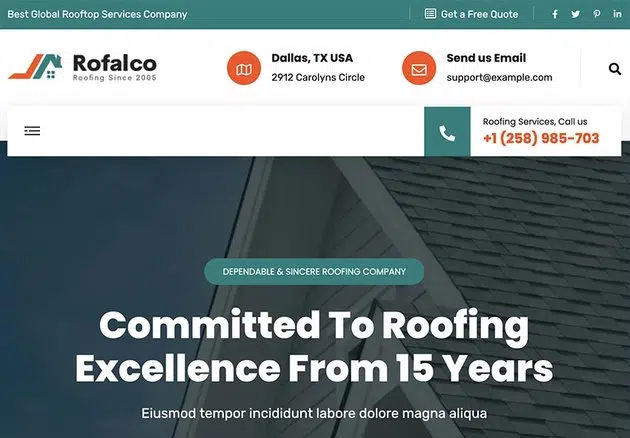 Best Global Rooftop Services Company
Get a Free Quote
Rofalco
Roofing Since 2005
Dallas, TX USA
2912 Carolyns Circle
Send us Email
support@example.com
Roofing Services, Call us
+1 (258) 985-703
DEPENDABLE & SINCERE ROOFING COMPANY
Committed To Roofing
Excellence From 15 Years
Eiusmod tempor incididunt labore dolore magna aliqua